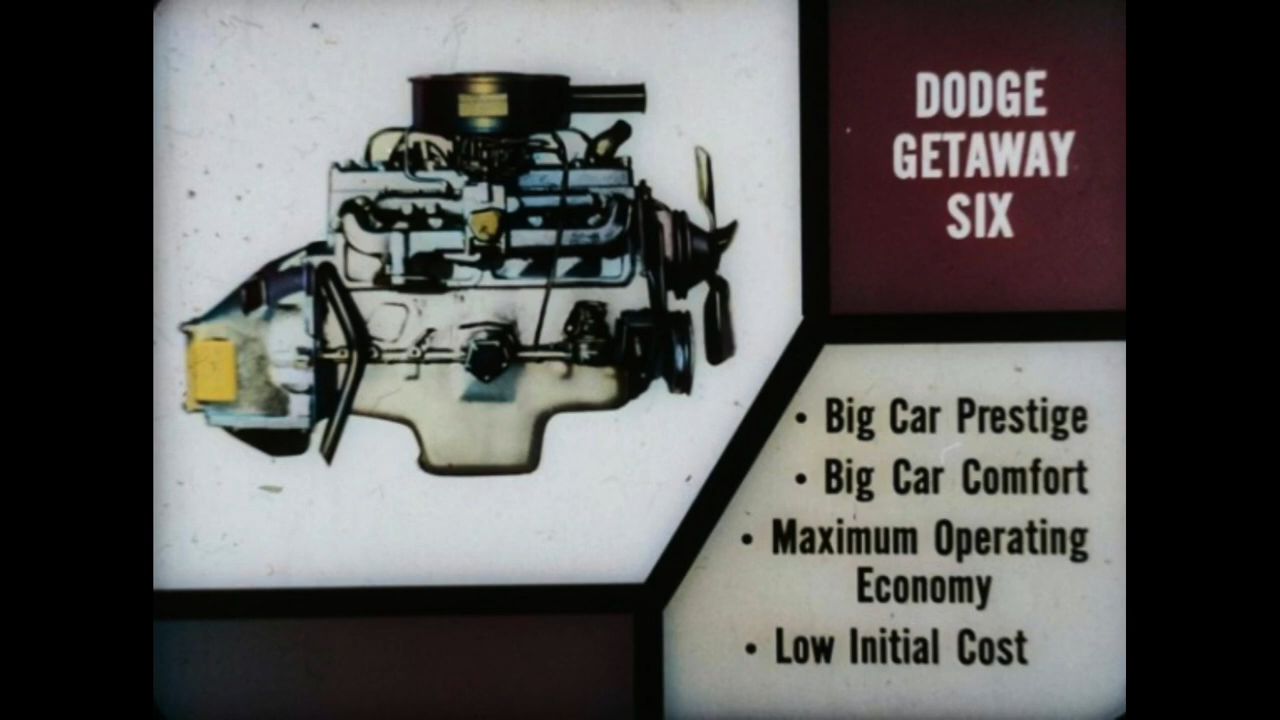 DODGE
GETAWAY
SIX
• Big Car Prestige
• Big Car Comfort
• Maximum Operating
Economy
• Low Initial Cost